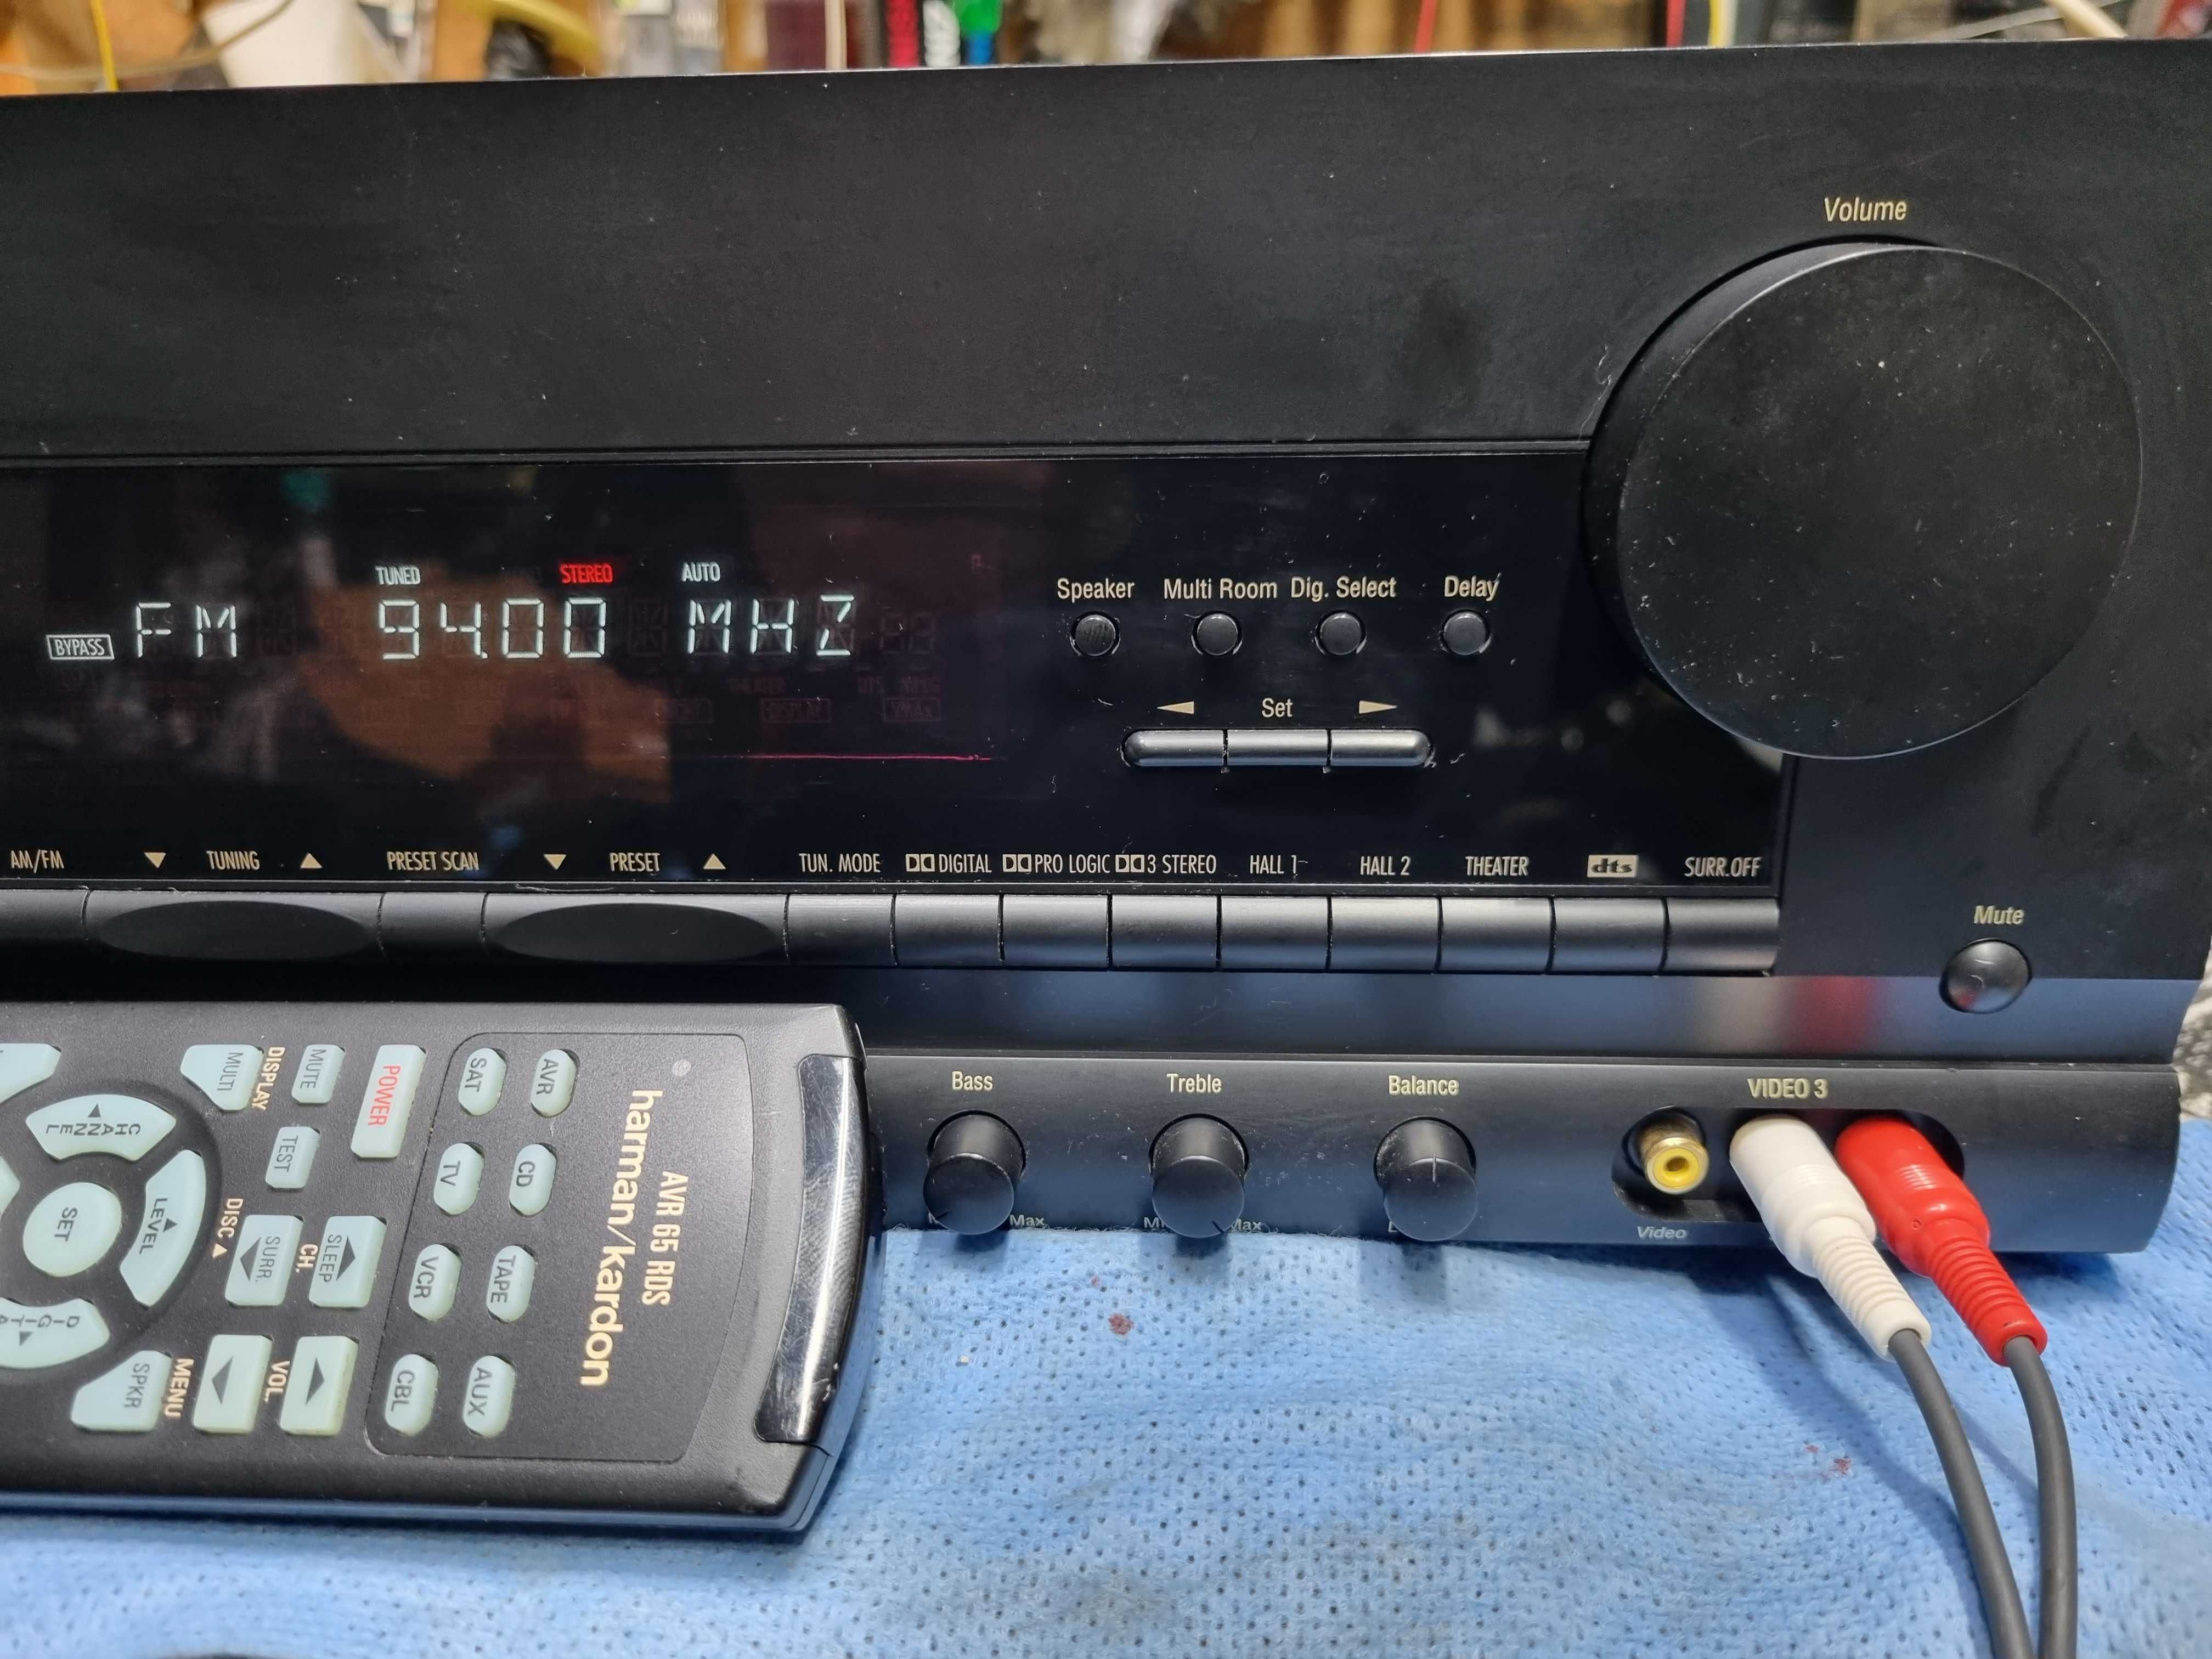 Volume
TUNED STEREO AUTO
BYPASS FM 94.00 MHZ
Speaker Multi Room Dig. Select Delay
◄ Set ►
AM/FM ▼ TUNING ▲ PRESET SCAN ▼ PRESET ▲ TUN. MODE DIGITAL PRO LOGIC 3 STEREO HALL 1 HALL 2 THEATER dts SURR.OFF
Mute
Bass Treble Balance VIDEO 3
Max Max
Video
harman/kardon
AVR 65 RDS
AVR CD TAPE AUX
SAT TV VCR CBL
POWER
SLEEP
MUTE
TEST
CH.
SURR.
VOL.
DISPLAY
MULTI
DISC ▲
MENU
SPKR
CHANNEL
LEVEL
SET